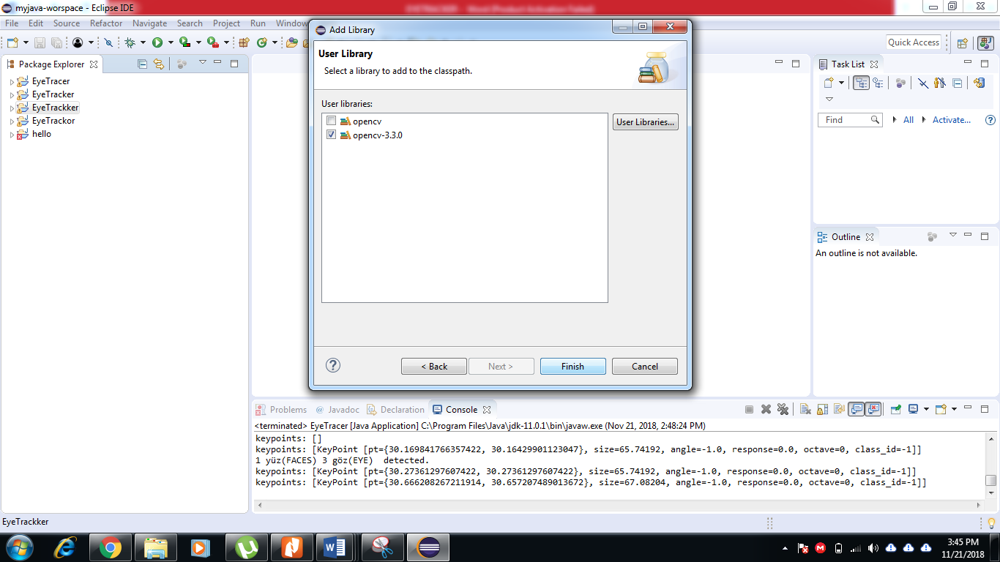 myjava-worspace - Eclipse IDE
File Edit Source Refactor Navigate Search Project Run Window
Quick Access
Package Explorer
EyeTracer
EyeTracker
EyeTrackker
EyeTrackor
hello
Add Library
User Library
Select a library to add to the classpath.
User libraries:
opencv
opencv-3.3.0
User Libraries...
< Back
Next >
Finish
Cancel
Task List
Find
All
Activate...
Outline
An outline is not available.
Problems
@ Javadoc
Declaration
Console
<terminated> EyeTracer [Java Application] C:\Program Files\Java\jdk-11.0.1\bin\javaw.exe (Nov 21, 2018, 2:48:24 PM)
keypoints: []
keypoints: [KeyPoint [pt={30.169841766357422, 30.16429901123047}, size=65.74192, angle=-1.0, response=0.0, octave=0, class_id=-1]]
1 yüz(FACES) 3 göz(EYE)  detected.
keypoints: [KeyPoint [pt={30.27361297607422, 30.27361297607422}, size=65.74192, angle=-1.0, response=0.0, octave=0, class_id=-1]]
keypoints: [KeyPoint [pt={30.666208267211914, 30.657207489013672}, size=67.08204, angle=-1.0, response=0.0, octave=0, class_id=-1]]
EyeTrackker
3:45 PM
11/21/2018